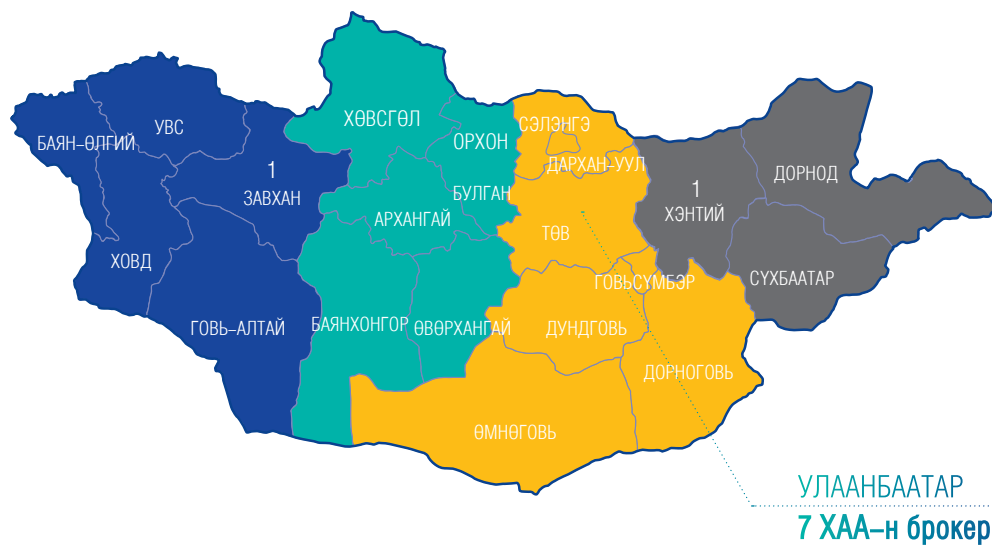 ХӨВСГӨЛ
СЭЛЭНГЭ
УВС
БАЯН-ӨЛГИЙ
ОРХОН
ДАРХАН-УУЛ
1
ЗАВХАН
1
ХЭНТИЙ
ДОРНОД
БУЛГАН
АРХАНГАЙ
ТӨВ
ХОВД
ГОВЬСҮМБЭР
СҮХБААТАР
ГОВЬ-АЛТАЙ
БАЯНХОНГОР
ӨВӨРХАНГАЙ
ДУНДГОВЬ
ДОРНОГОВЬ
ӨМНӨГОВЬ
УЛААНБААТАР
7 ХАА-н брокер